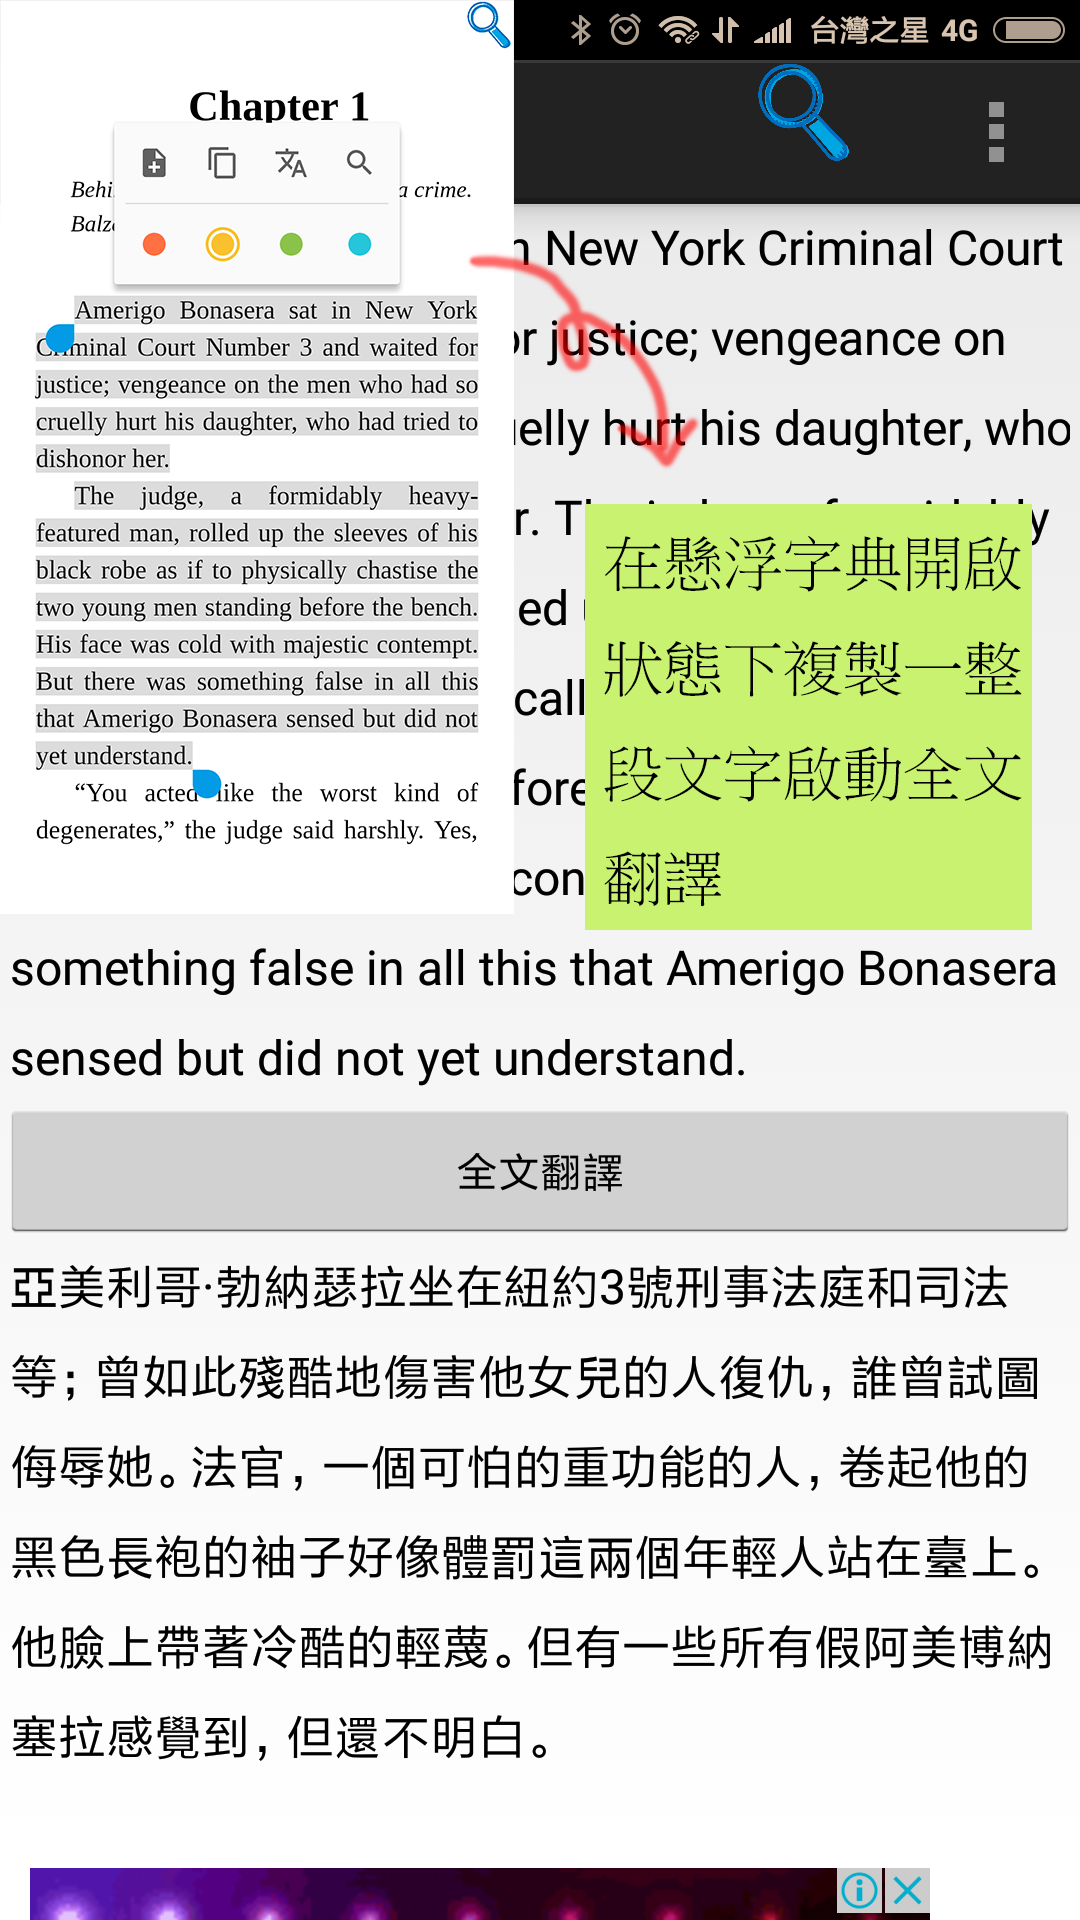 台灣之星 4G
Chapter 1
Behi
a crime.
Balz
Amerigo Bonasera sat in New York
Criminal Court Number 3 and waited for
justice; vengeance on the men who had so
cruelly hurt his daughter, who had tried to
dishonor her.
The judge, a formidably heavy-
featured man, rolled up the sleeves of his
black robe as if to physically chastise the
two young men standing before the bench.
His face was cold with majestic contempt.
But there was something false in all this
that Amerigo Bonasera sensed but did not
yet understand.
“You acted like the worst kind of
degenerates,” the judge said harshly. Yes,
n New York Criminal Court
or justice; vengeance on
uelly hurt his daughter, who
r. The judge, a formidably
ed
call
fore
con
在懸浮字典開啟
狀態下複製一整
段文字啟動全文
翻譯
something false in all this that Amerigo Bonasera
sensed but did not yet understand.
全文翻譯
亞美利哥·勃納瑟拉坐在紐約3號刑事法庭和司法
等；曾如此殘酷地傷害他女兒的人復仇，誰曾試圖
侮辱她。法官，一個可怕的重功能的人，卷起他的
黑色長袍的袖子好像體罰這兩個年輕人站在臺上。
他臉上帶著冷酷的輕蔑。但有一些所有假阿美博納
塞拉感覺到，但還不明白。